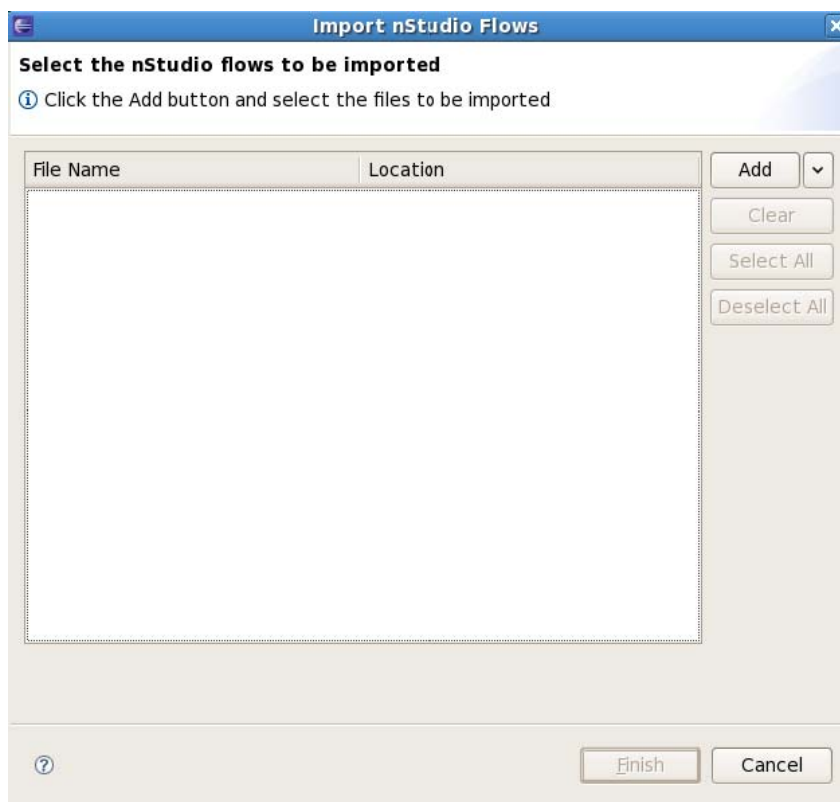 Import nStudio Flows
Select the nStudio flows to be imported
Click the Add button and select the files to be imported
File Name Location
Add
Clear
Select All
Deselect All
Finish Cancel